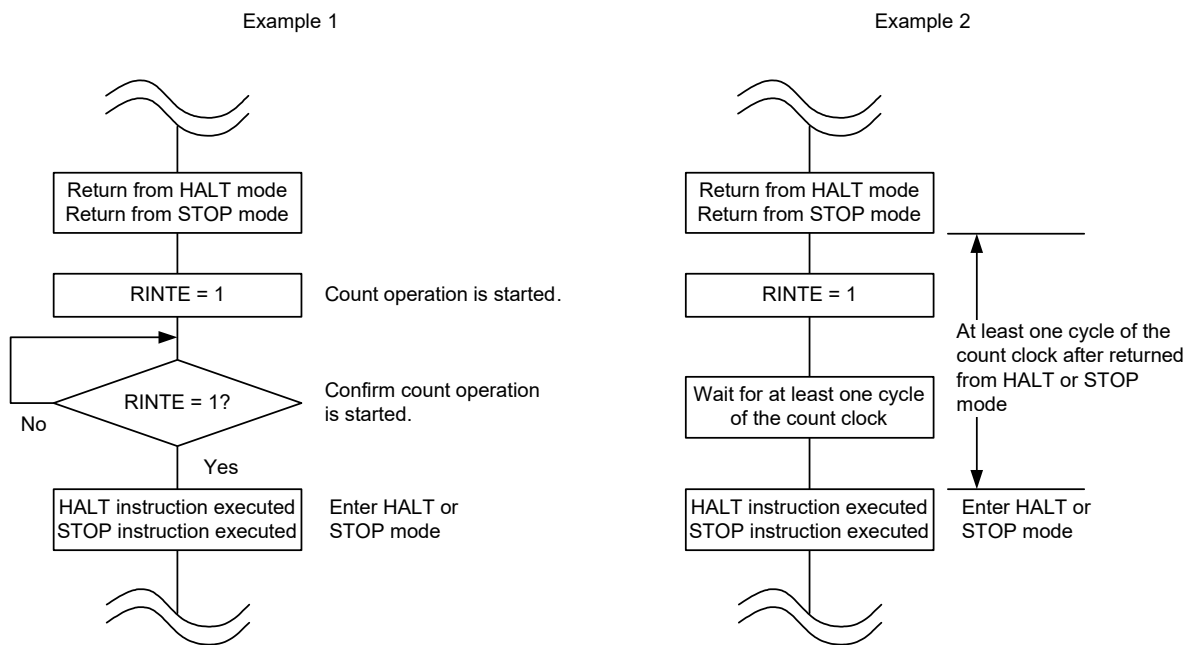 Example 1
Return from HALT mode
Return from STOP mode
RINTE = 1
Count operation is started.
RINTE = 1?
Confirm count operation
is started.
No
Yes
HALT instruction executed
STOP instruction executed
Enter HALT or
STOP mode
Example 2
Return from HALT mode
Return from STOP mode
RINTE = 1
At least one cycle of the
count clock after returned
from HALT or STOP
mode
Wait for at least one cycle
of the count clock
HALT instruction executed
STOP instruction executed
Enter HALT or
STOP mode